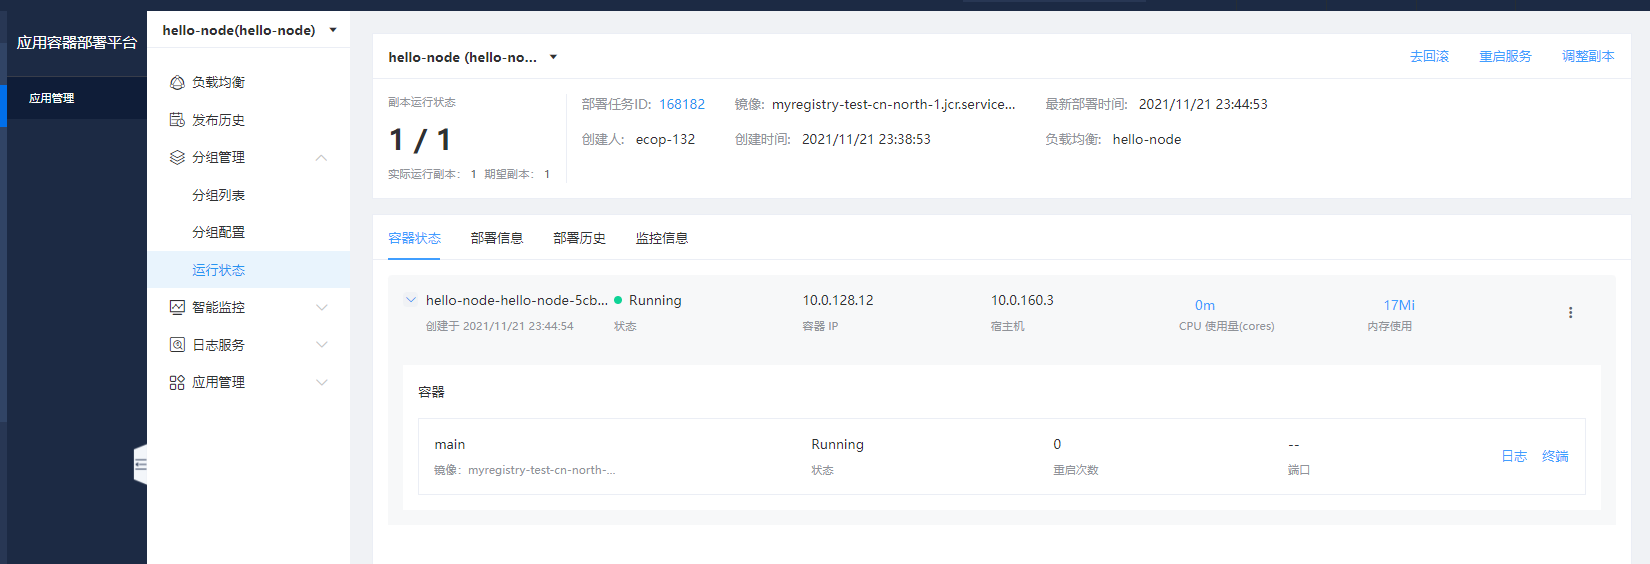 应用容器部署平台
应用管理
hello-node(hello-node)
负载均衡
发布历史
分组管理
分组列表
分组配置
运行状态
智能监控
日志服务
应用管理
hello-node (hello-no...
去回滚 重启服务 调整副本
副本运行状态
1 / 1
实际运行副本： 1 期望副本： 1
部署任务ID: 168182 镜像: myregistry-test-cn-north-1.jcr.service... 最新部署时间: 2021/11/21 23:44:53
创建人: ecop-132 创建时间: 2021/11/21 23:38:53 负载均衡: hello-node
容器状态 部署信息 部署历史 监控信息
hello-node-hello-node-5cb... Running 10.0.128.12 10.0.160.3 0m 17Mi
创建于 2021/11/21 23:44:54 状态 容器 IP 宿主机 CPU 使用量(cores) 内存使用
容器
main Running 0 --
镜像：myregistry-test-cn-north-... 状态 重启次数 端口
日志 终端